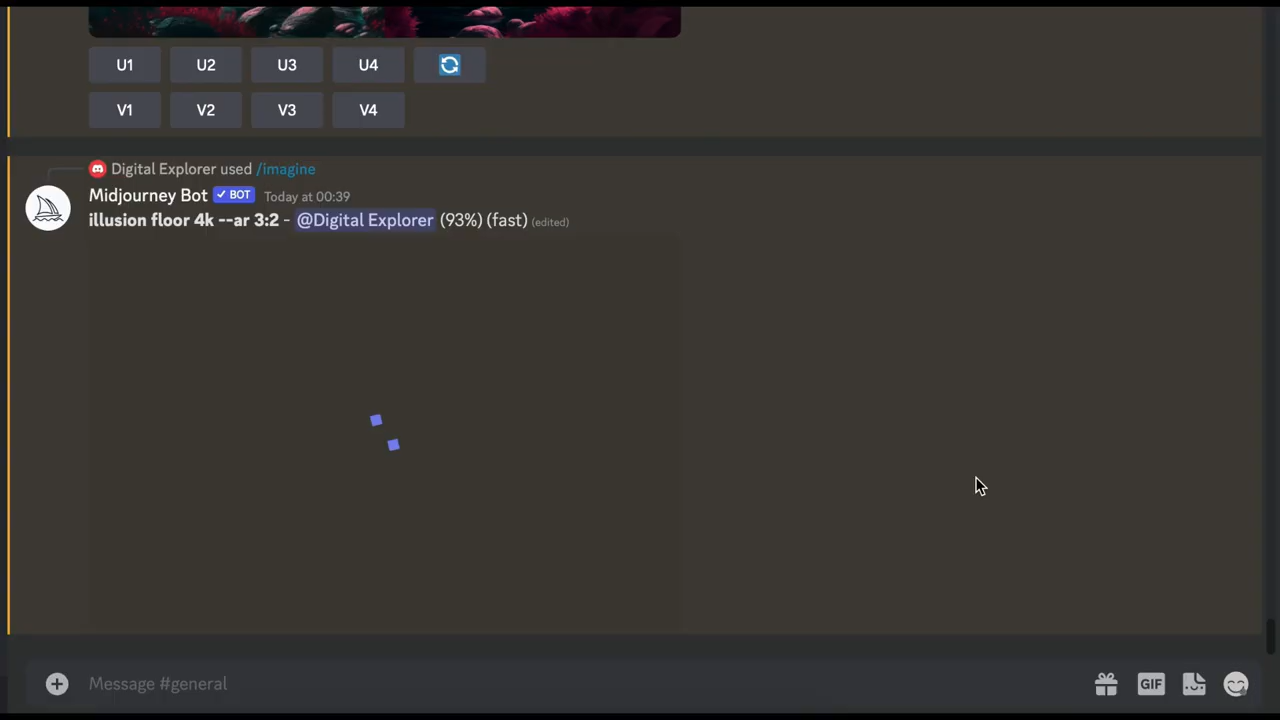 U1 U2 U3 U4
V1 V2 V3 V4
Digital Explorer used /imagine
Midjourney Bot ✓ BOT Today at 00:39
illusion floor 4k --ar 3:2 - @Digital Explorer (93%) (fast) (edited)
Message #general GIF